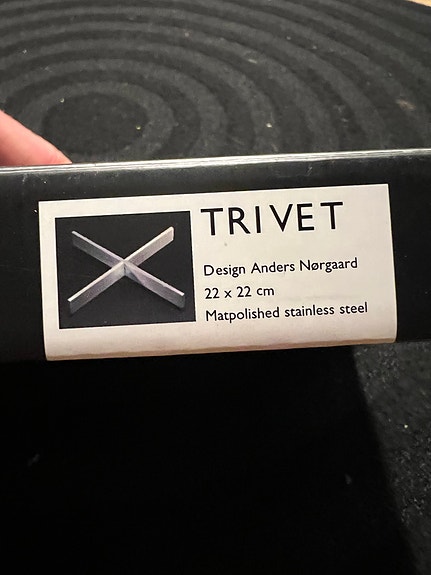 TRIVET
Design Anders Nørgaard
22 x 22 cm
Matpolished stainless steel